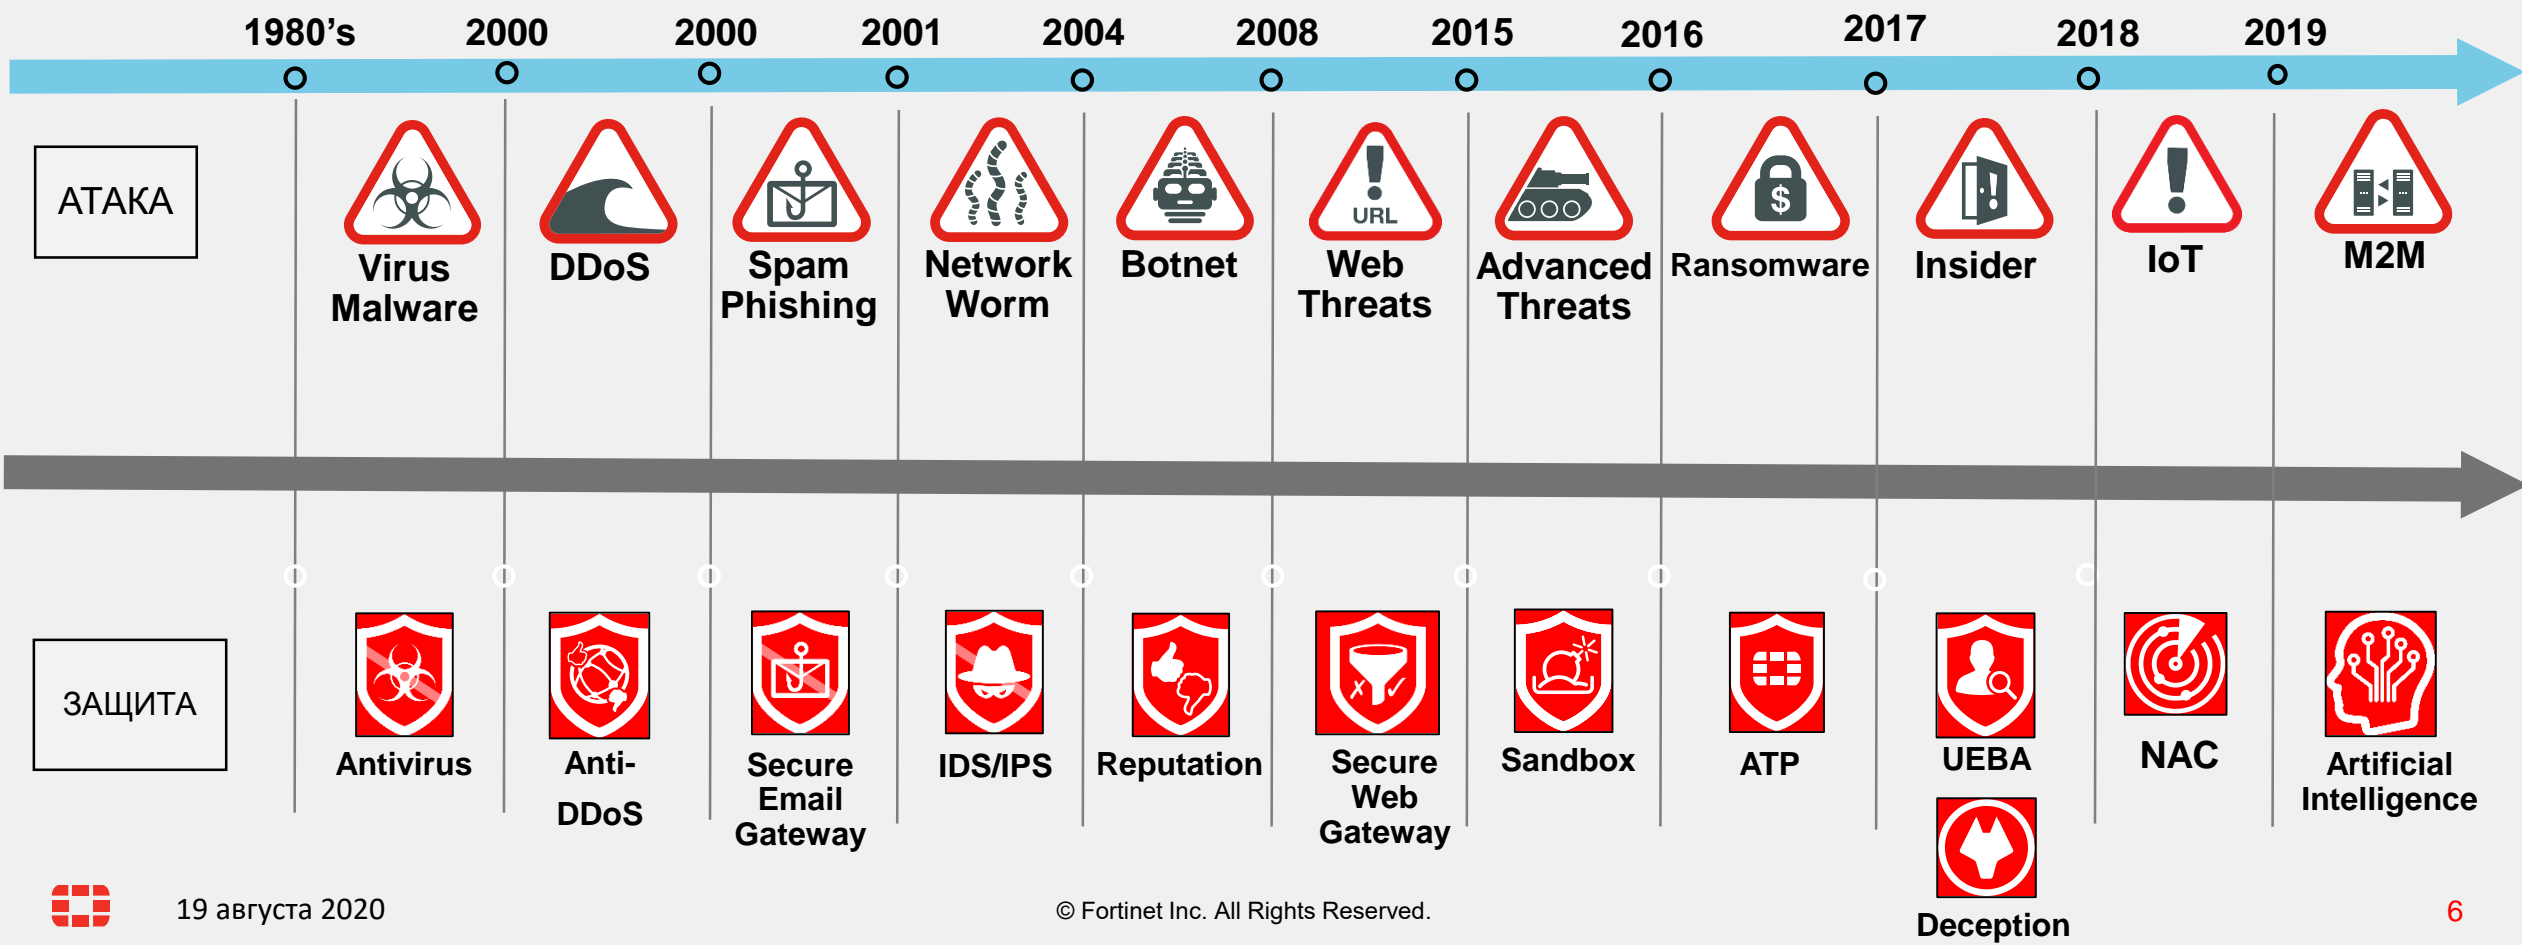 1980’s 2000 2000 2001 2004 2008 2015 2016 2017 2018 2019
АТАКА
URL
$
Virus
Malware
DDoS
Spam
Phishing
Network
Worm
Botnet
Web
Threats
Advanced
Threats
Ransomware
Insider
IoT
M2M
ЗАЩИТА
Antivirus
Anti-
DDoS
Secure
Email
Gateway
IDS/IPS
Reputation
Secure
Web
Gateway
Sandbox
ATP
UEBA
Deception
NAC
Artificial
Intelligence
19 августа 2020
© Fortinet Inc. All Rights Reserved.
6